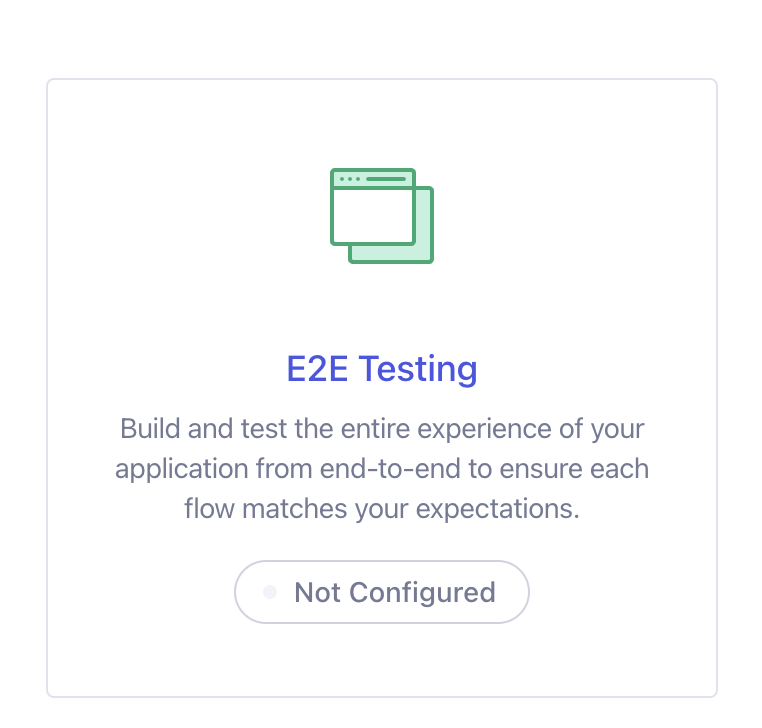 E2E Testing
Build and test the entire experience of your
application from end-to-end to ensure each
flow matches your expectations.
Not Configured